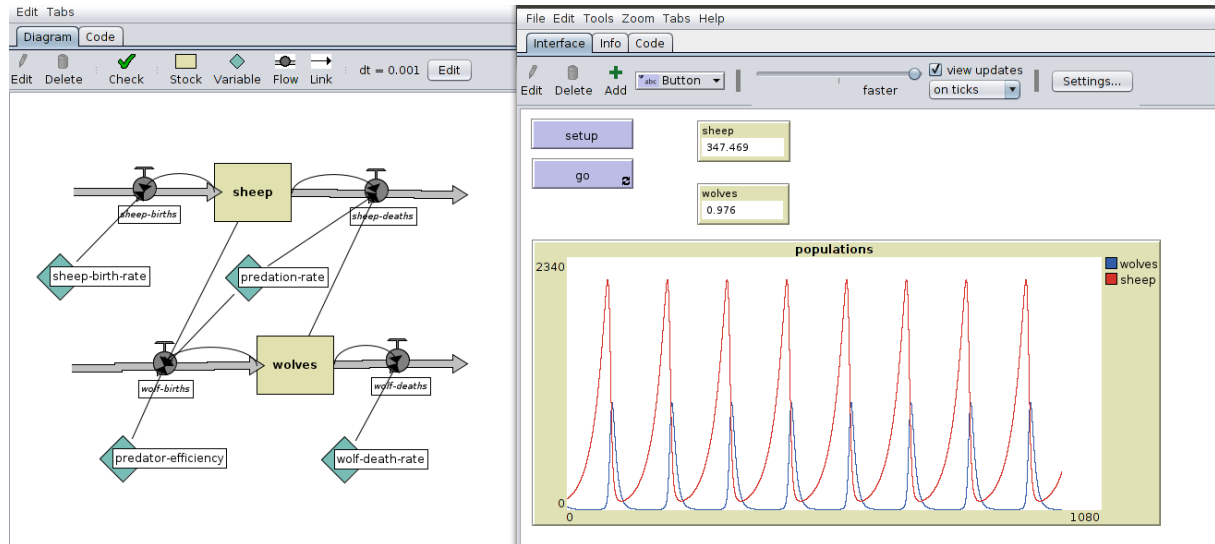 Edit Tabs
Diagram Code
Edit Delete Check Stock Variable Flow Link dt = 0.001 Edit
sheep
sheep-births
sheep-deaths
sheep-birth-rate
predation-rate
wolves
wolf-births
wolf-deaths
predator-efficiency
wolf-death-rate
File Edit Tools Zoom Tabs Help
Interface Info Code
Edit Delete Add abc Button faster view updates
on ticks
Settings...
setup
go
sheep
347.469
wolves
0.976
populations
2340
0
0
1080
wolves
sheep